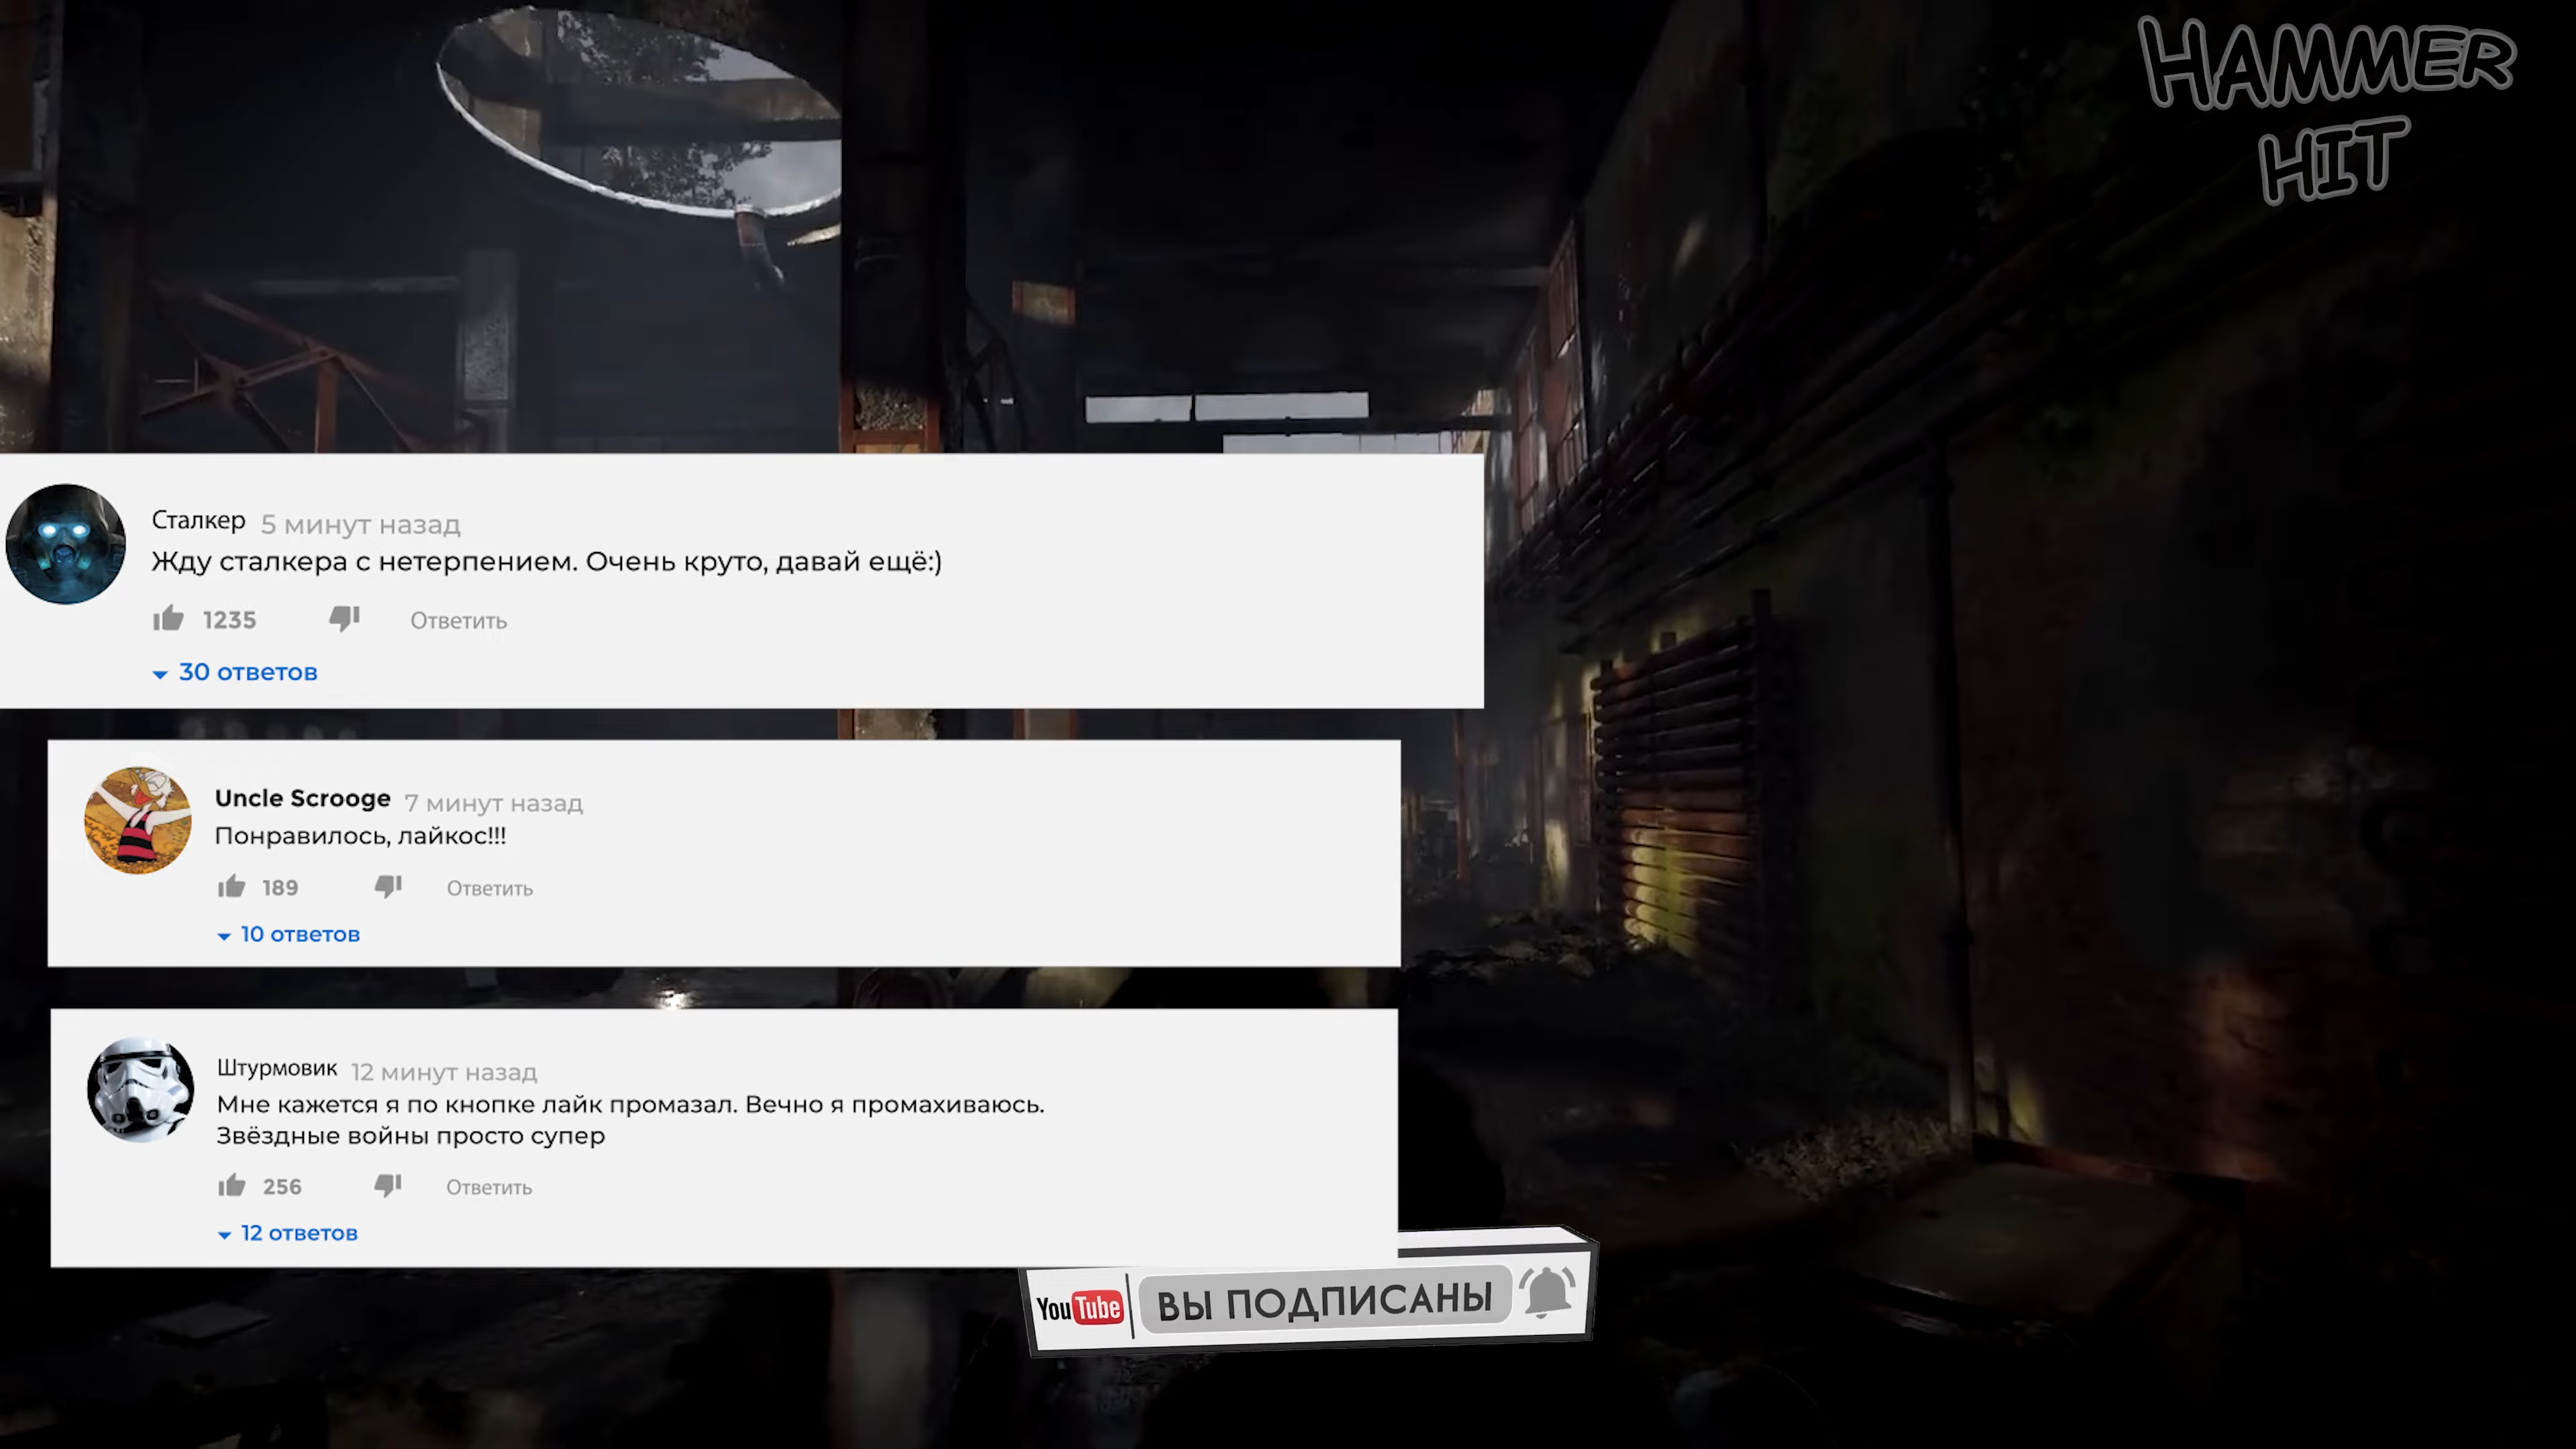 HAMMER
HIT
Сталкер 5 минут назад
Жду сталкера с нетерпением. Очень круто, давай ещё:)
1235 Ответить
30 ответов
Uncle Scrooge 7 минут назад
Понравилось, лайкос!!!
189 Ответить
10 ответов
Штурмовик 12 минут назад
Мне кажется я по кнопке лайк промазал. Вечно я промахиваюсь.
Звёздные войны просто супер
256 Ответить
12 ответов
YouTube ВЫ ПОДПИСАНЫ